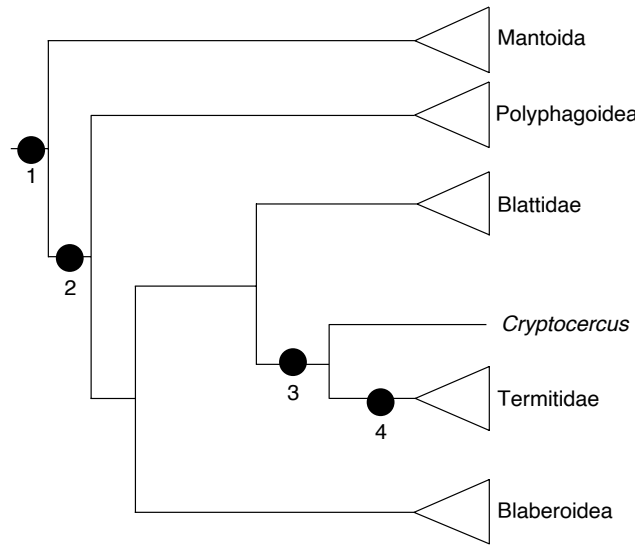 Mantoida
Polyphagoidea
1
Blattidae
2
Cryptocercus
3
Termitidae
4
Blaberoidea